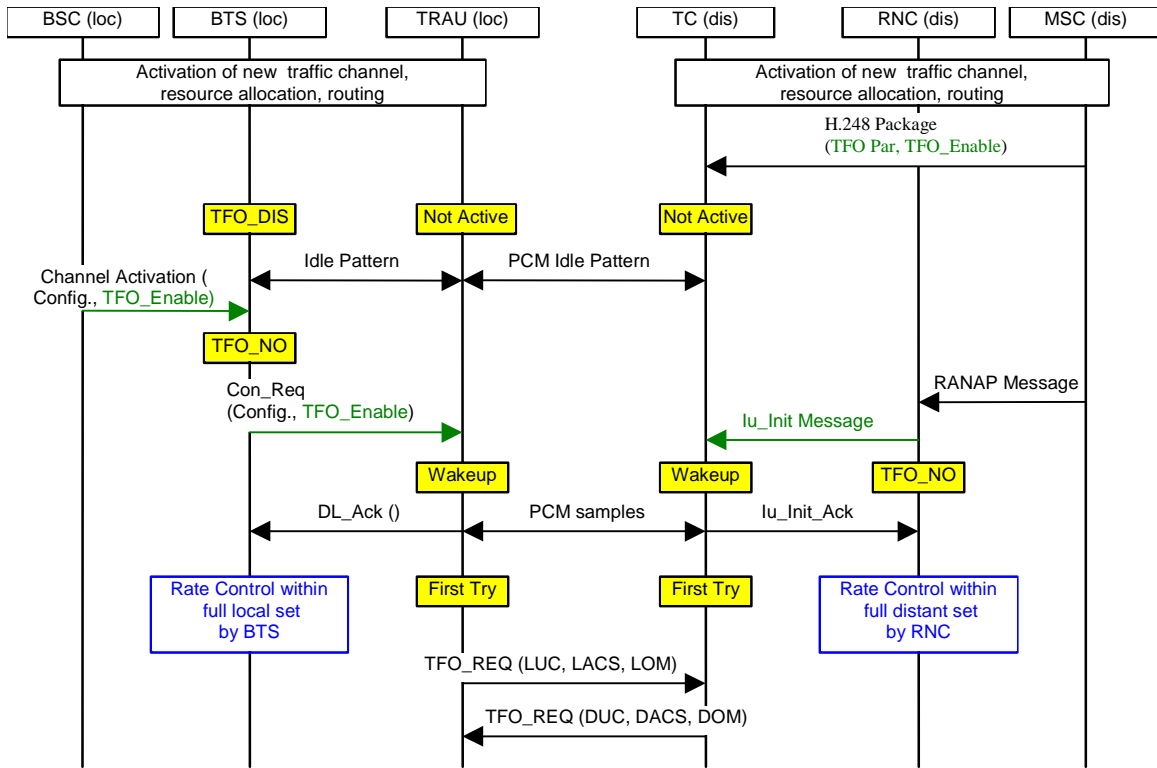 BSC (loc)
BTS (loc)
TRAU (loc)
TC (dis)
RNC (dis)
MSC (dis)
Activation of new traffic channel,
resource allocation, routing
Activation of new traffic channel,
resource allocation, routing
H.248 Package
(TFO Par, TFO_Enable)
TFO_DIS
Not Active
Not Active
Idle Pattern
PCM Idle Pattern
Channel Activation (
Config., TFO_Enable)
TFO_NO
Con_Req
(Config., TFO_Enable)
RANAP Message
Iu_Init Message
Wakeup
Wakeup
TFO_NO
DL_Ack ()
PCM samples
Iu_Init_Ack
Rate Control within
full local set
by BTS
First Try
First Try
Rate Control within
full distant set
by RNC
TFO_REQ (LUC, LACS, LOM)
TFO_REQ (DUC, DACS, DOM)